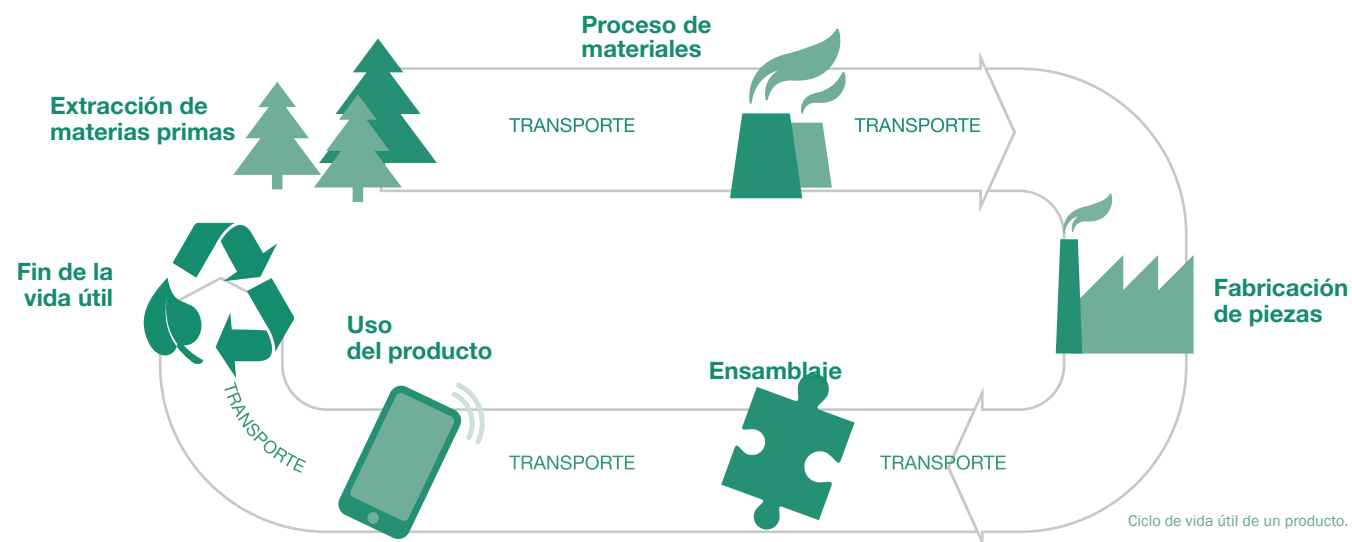 Proceso de
materiales
Extracción de
materias primas
TRANSPORTE
TRANSPORTE
Fabricación
de piezas
Ensamblaje
TRANSPORTE
TRANSPORTE
Uso
del producto
TRANSPORTE
Fin de la
vida útil
Ciclo de vida útil de un producto.